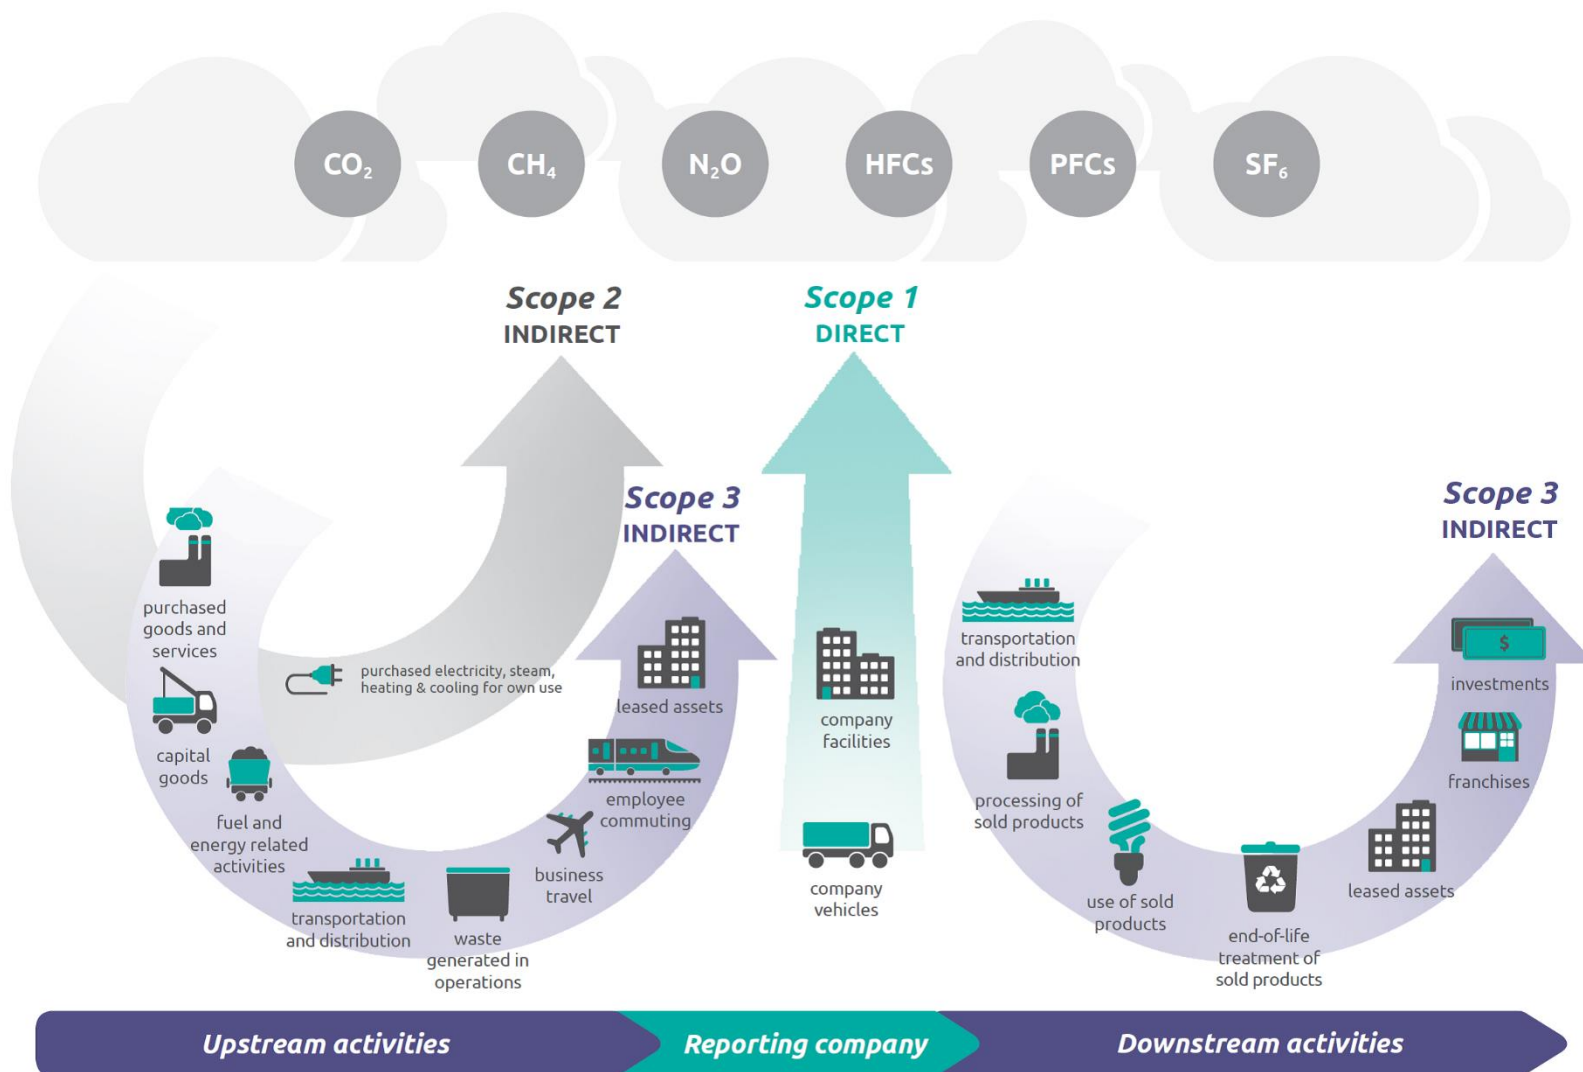 CO₂
CH₄
N₂O
HFCs
PFCs
SF₆
Scope 2
INDIRECT
Scope 1
DIRECT
Scope 3
INDIRECT
Scope 3
INDIRECT
purchased
goods and
services
capital
goods
fuel and
energy related
activities
transportation
and distribution
waste
generated in
operations
business
travel
employee
commuting
leased assets
purchased electricity, steam,
heating & cooling for own use
company
facilities
company
vehicles
transportation
and distribution
processing of
sold products
use of sold
products
end-of-life
treatment of
sold products
leased assets
franchises
$
investments
Upstream activities
Reporting company
Downstream activities